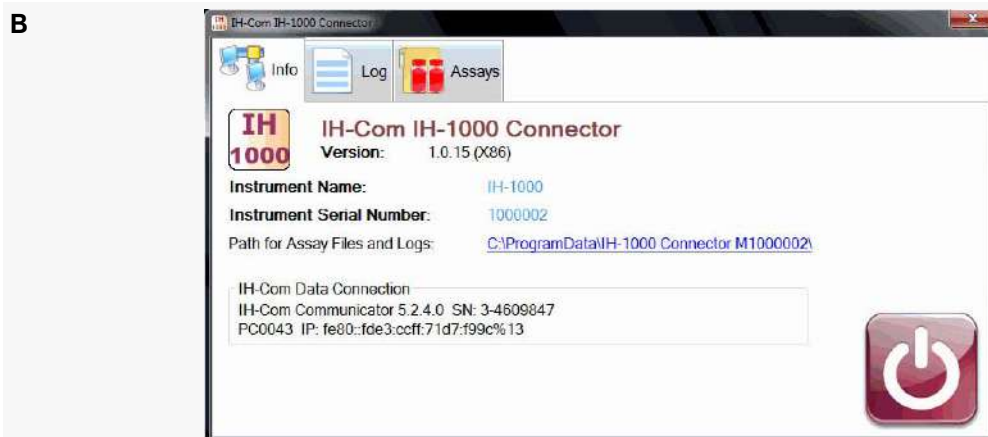 B
IH-Com IH-1000 Connector
Info Log Assays
IH
1000
IH-Com IH-1000 Connector
Version: 1.0.15 (X86)
Instrument Name: IH-1000
Instrument Serial Number: 1000002
Path for Assay Files and Logs: C:\ProgramData\IH-1000 Connector M1000002\
IH-Com Data Connection
IH-Com Communicator 5.2.4.0 SN: 3-4609847
PC0043 IP: fe80::fde3:ccff:71d7:f99c%13